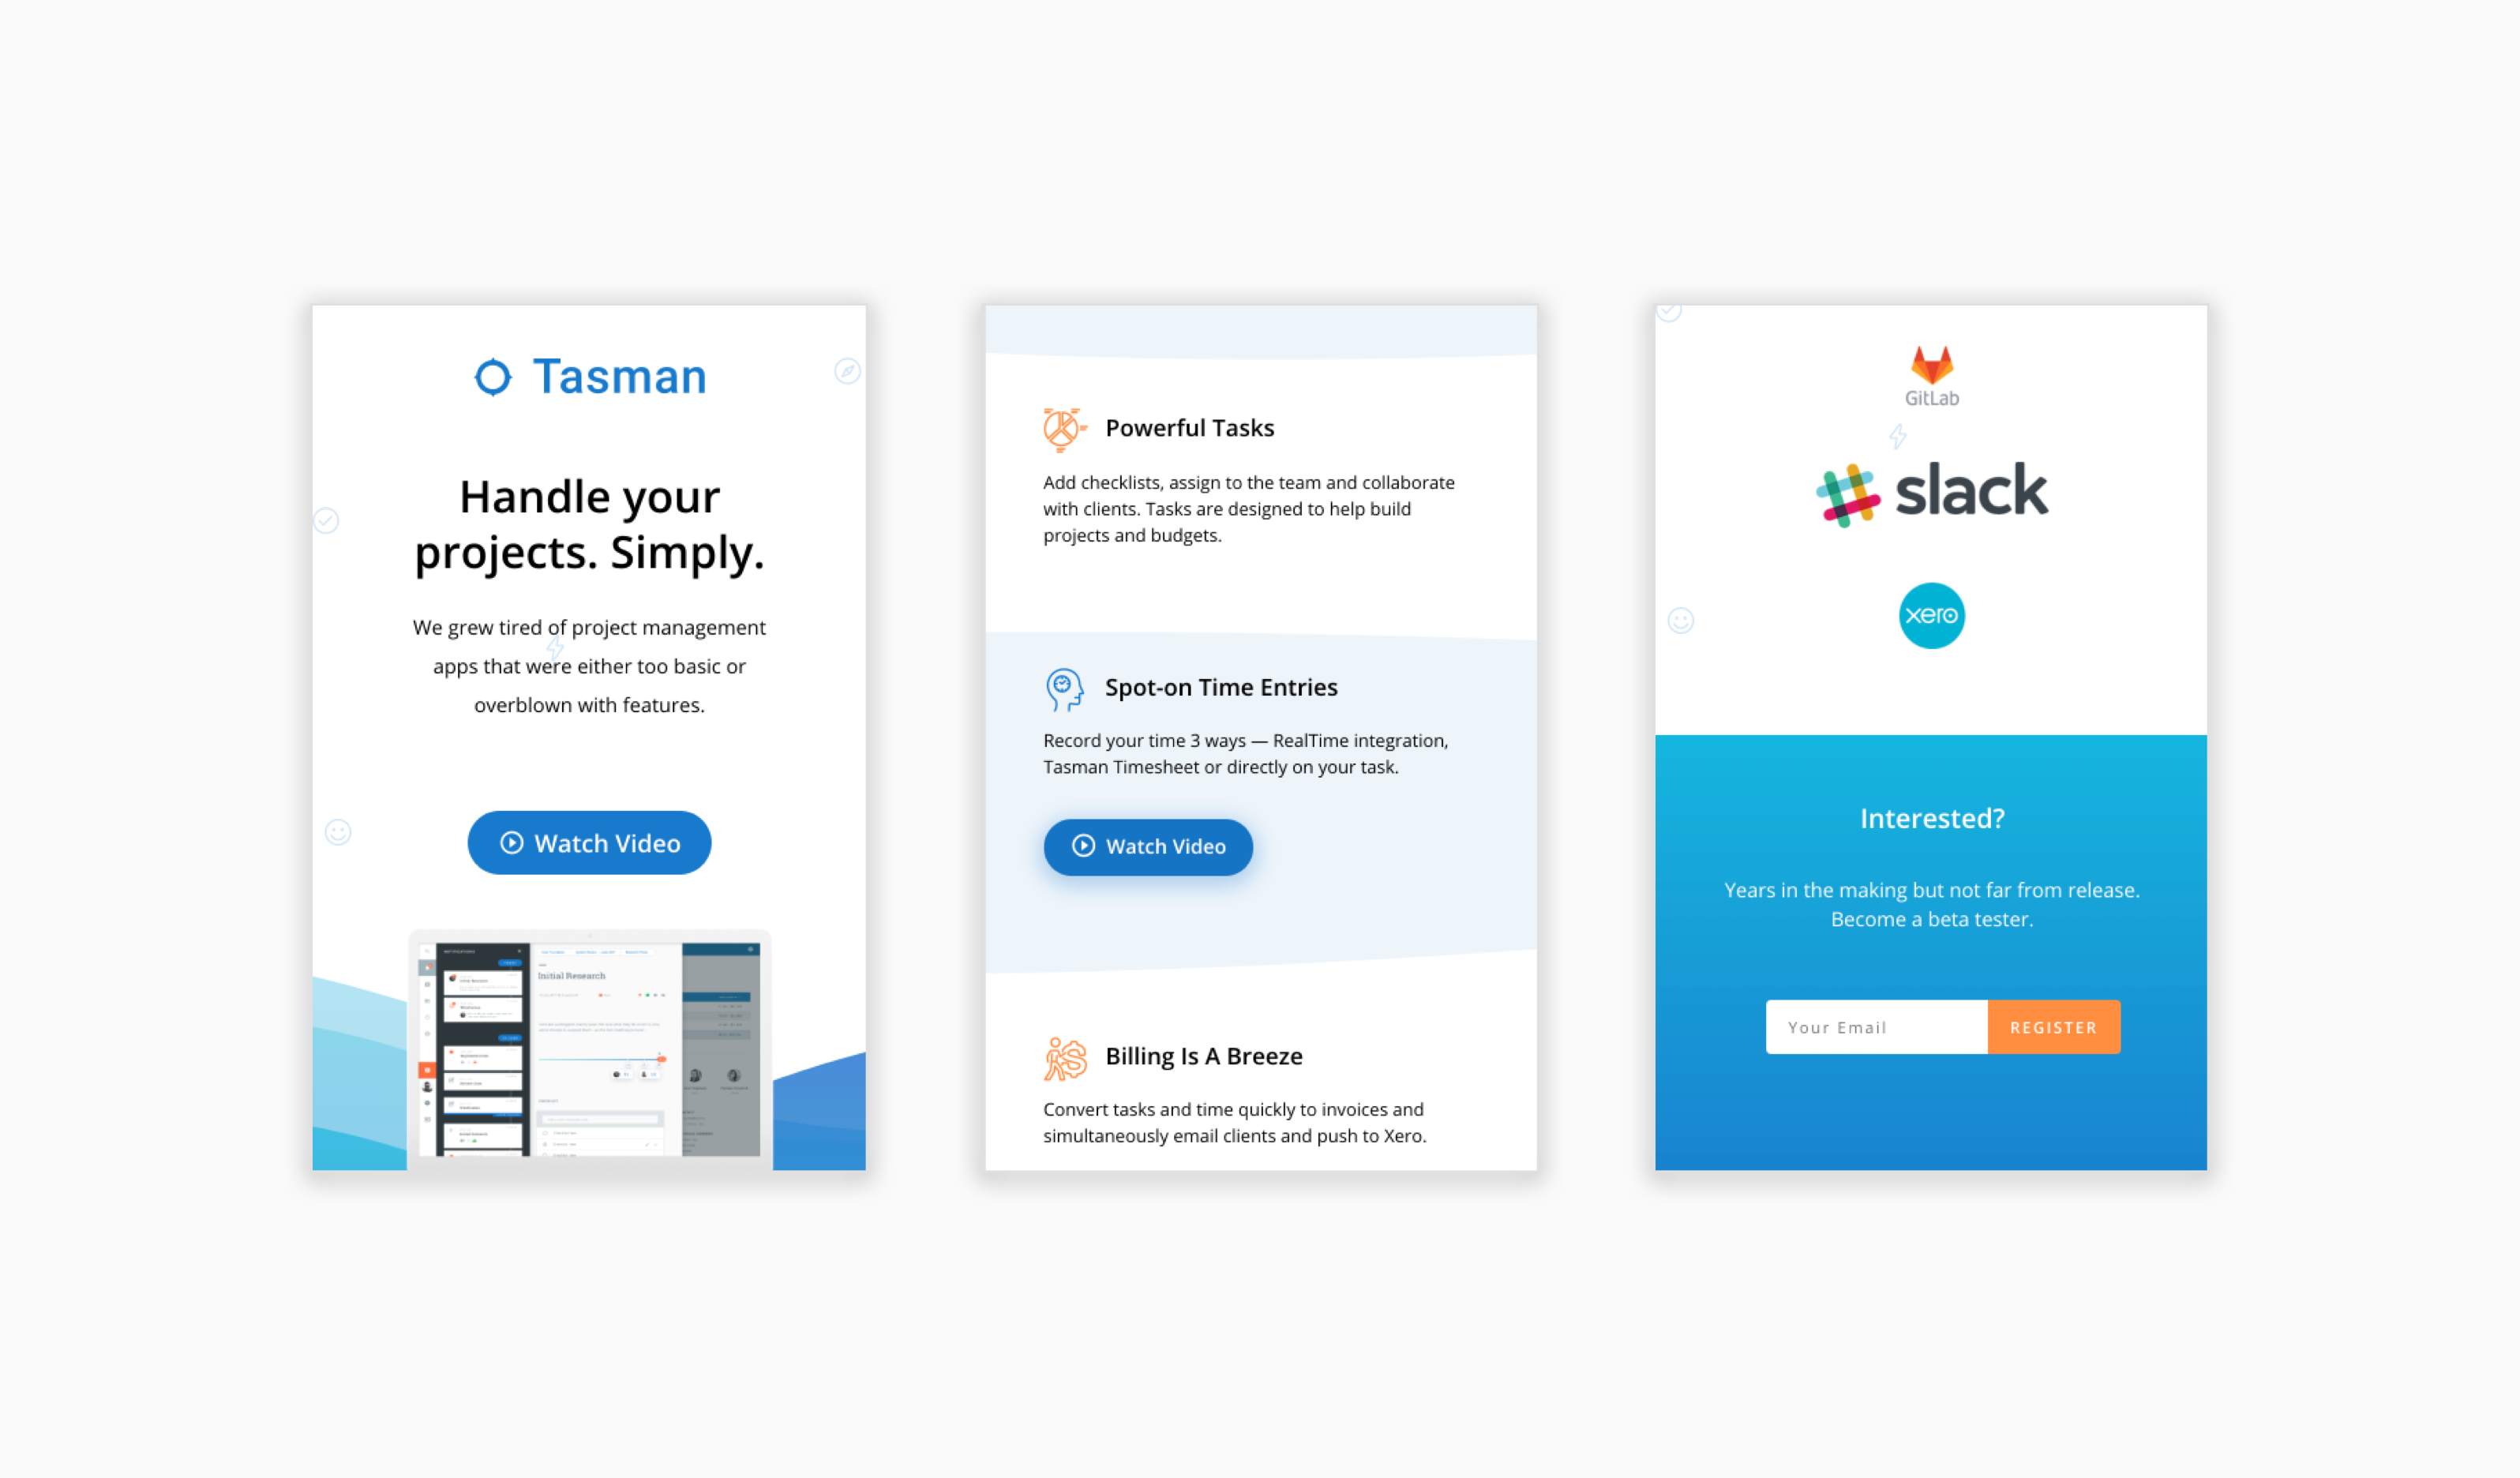 Tasman
Handle your
projects. Simply.
We grew tired of project management
apps that were either too basic or
overblown with features.
Watch Video
Initial Research
Powerful Tasks
Add checklists, assign to the team and collaborate
with clients. Tasks are designed to help build
projects and budgets.
Spot-on Time Entries
Record your time 3 ways — RealTime integration,
Tasman Timesheet or directly on your task.
Watch Video
Billing Is A Breeze
Convert tasks and time quickly to invoices and
simultaneously email clients and push to Xero.
GitLab
slack
xero
Interested?
Years in the making but not far from release.
Become a beta tester.
Your Email
REGISTER